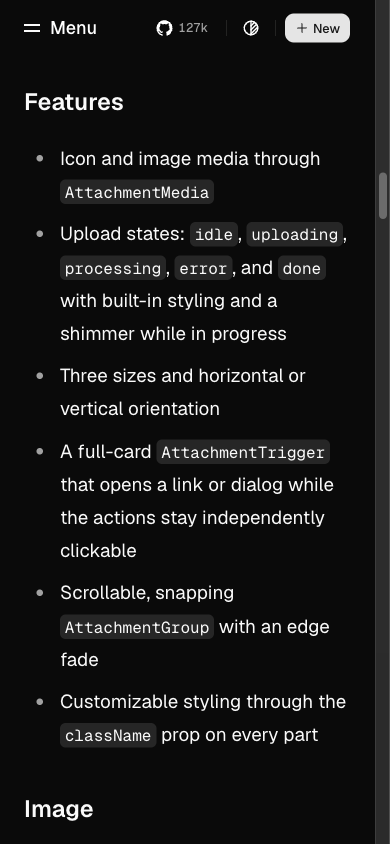 Menu
127k
+ New
Features
Icon and image media through
AttachmentMedia
Upload states: idle, uploading,
processing, error, and done
with built-in styling and a
shimmer while in progress
Three sizes and horizontal or
vertical orientation
A full-card AttachmentTrigger
that opens a link or dialog while
the actions stay independently
clickable
Scrollable, snapping
AttachmentGroup with an edge
fade
Customizable styling through the
className prop on every part
Image